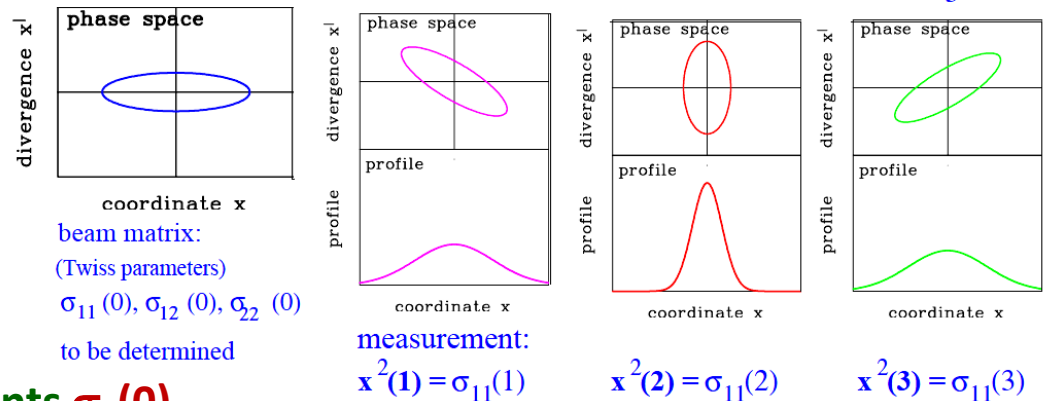 phase space
divergence x'
coordinate x
beam matrix:
(Twiss parameters)
σ₁₁ (0), σ₁₂ (0), σ₂₂ (0)
to be determined
phase space
divergence x'
profile
profile
coordinate x
measurement:
x²(1) = σ₁₁(1)
phase space
divergence x'
profile
profile
coordinate x
x²(2) = σ₁₁(2)
phase space
divergence x'
profile
profile
coordinate x
x²(3) = σ₁₁(3)
(0)